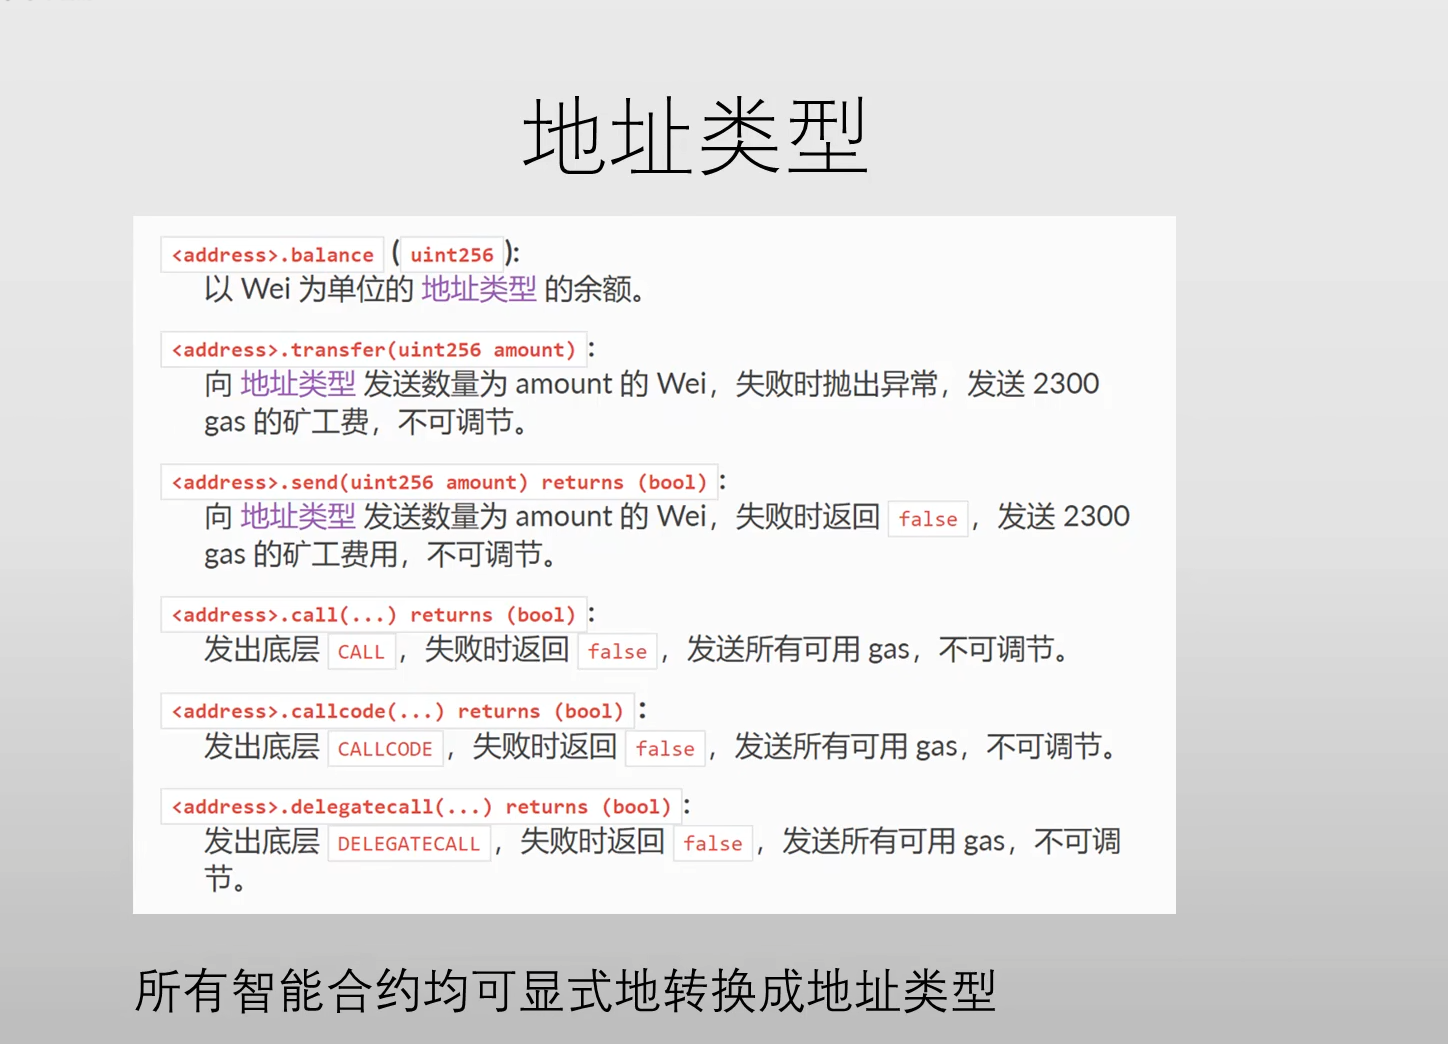 地址类型
<address>.balance (uint256):
以 Wei 为单位的 地址类型 的余额。
<address>.transfer(uint256 amount):
向 地址类型 发送数量为 amount 的 Wei，失败时抛出异常，发送 2300
gas 的矿工费，不可调节。
<address>.send(uint256 amount) returns (bool):
向 地址类型 发送数量为 amount 的 Wei，失败时返回 false，发送 2300
gas 的矿工费用，不可调节。
<address>.call(...) returns (bool):
发出底层 CALL，失败时返回 false，发送所有可用 gas，不可调节。
<address>.callcode(...) returns (bool):
发出底层 CALLCODE，失败时返回 false，发送所有可用 gas，不可调节。
<address>.delegatecall(...) returns (bool):
发出底层 DELEGATECALL，失败时返回 false，发送所有可用 gas，不可调
节。
所有智能合约均可显式地转换成地址类型